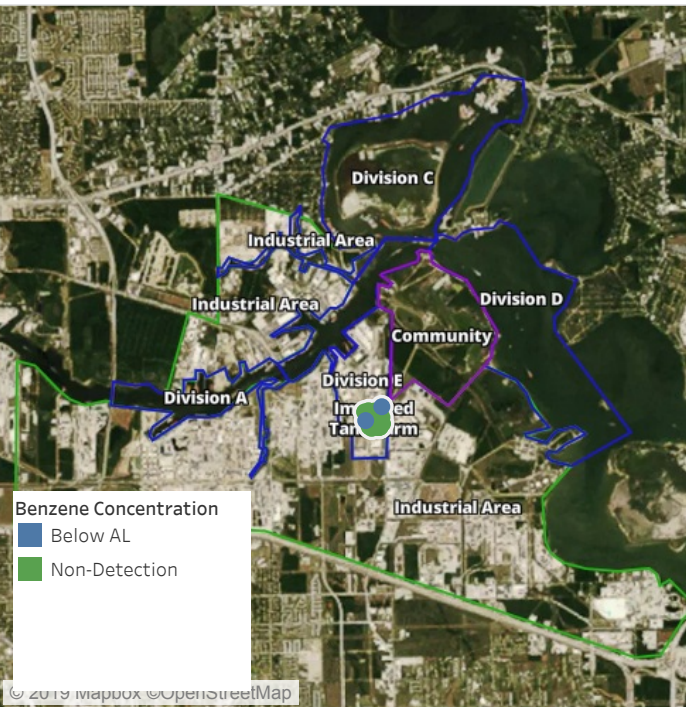 Division C
Industrial Area
Division D
Industrial Area
Community
Division E
Division A
Industrial Area
Benzene Concentration
Below AL
Non-Detection
© 2019 Mapbox ©OpenStreetMap